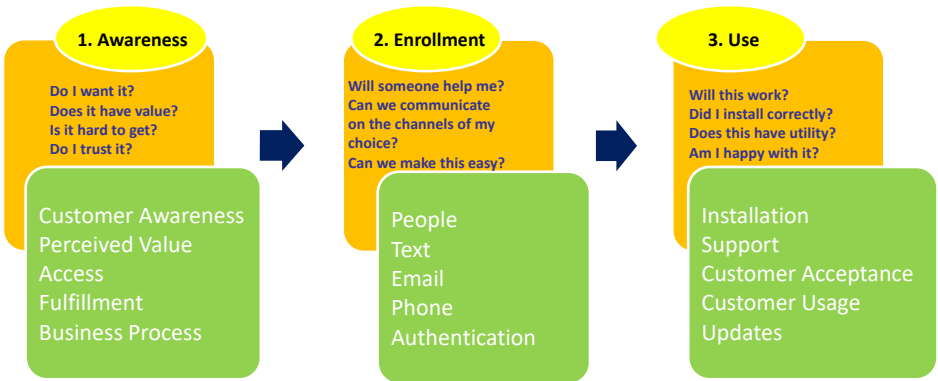 1. Awareness
Do I want it?
Does it have value?
Is it hard to get?
Do I trust it?
Customer Awareness
Perceived Value
Access
Fulfillment
Business Process
2. Enrollment
Will someone help me?
Can we communicate
on the channels of my
choice?
Can we make this easy?
People
Text
Email
Phone
Authentication
3. Use
Will this work?
Did I install correctly?
Does this have utility?
Am I happy with it?
Installation
Support
Customer Acceptance
Customer Usage
Updates